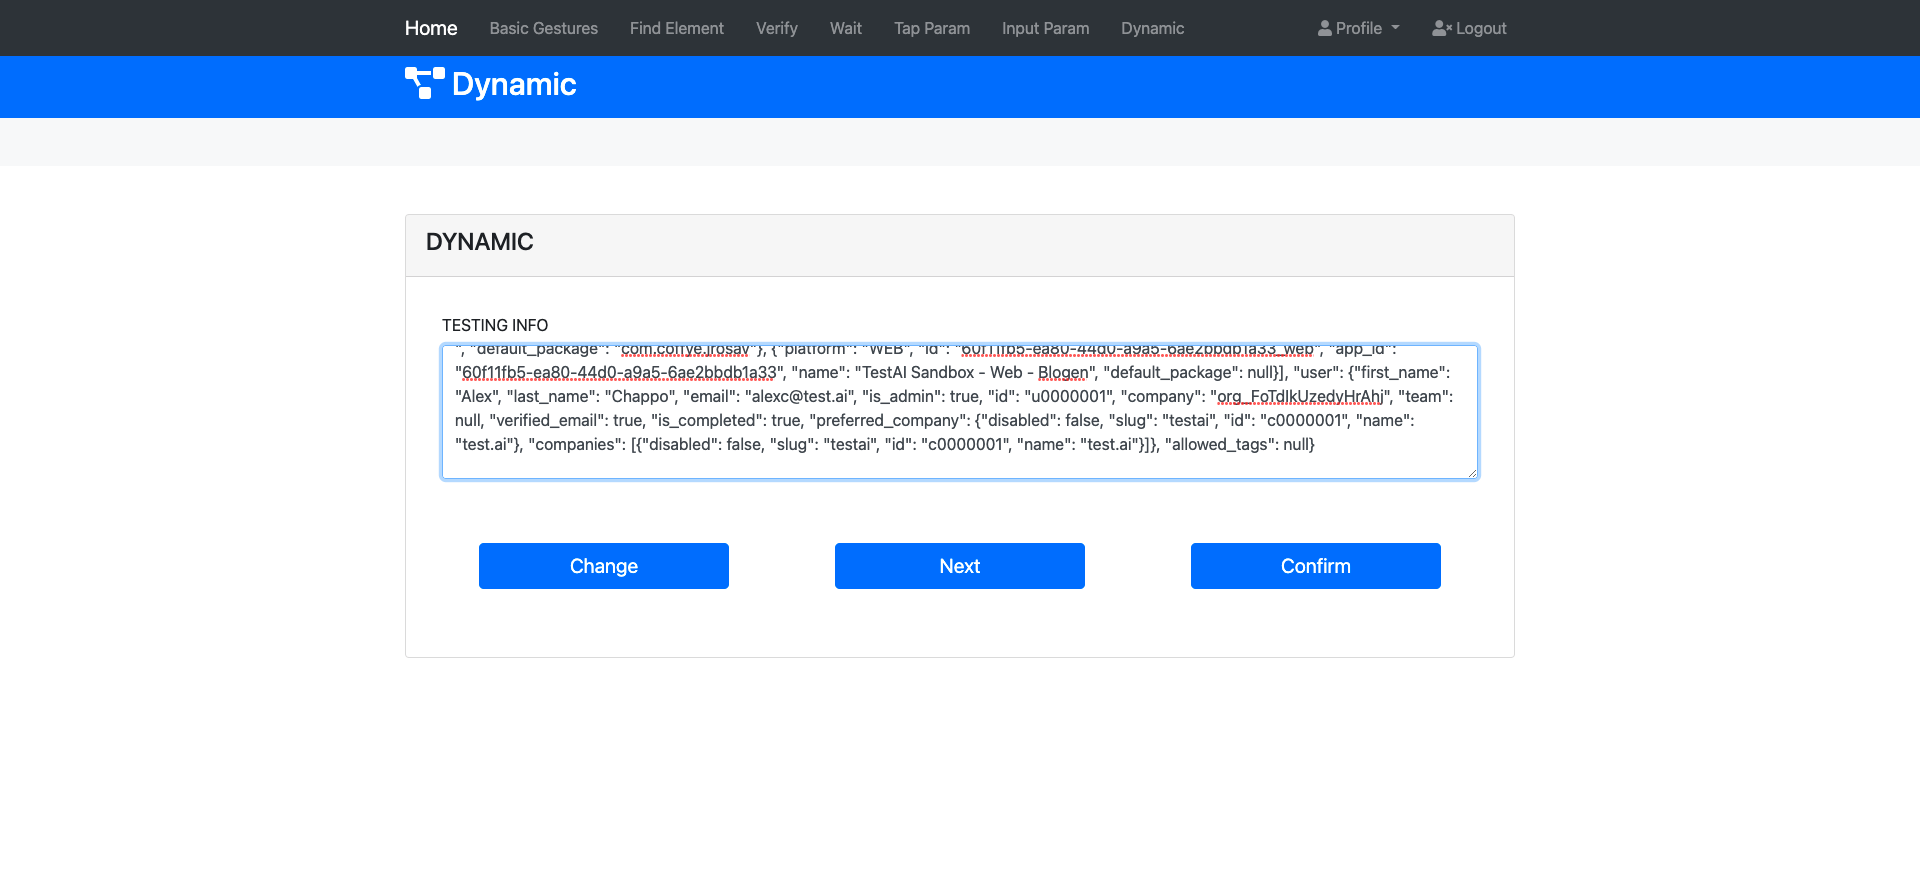 Home Basic Gestures Find Element Verify Wait Tap Param Input Param Dynamic Profile Logout
Dynamic
DYNAMIC
TESTING INFO
", "default_package": "com.coffye.jrosav"}, {"platform": "WEB", "id": "60f11fb5-ea80-44d0-a9a5-6ae2bbdb1a33_web", "app_id":
"60f11fb5-ea80-44d0-a9a5-6ae2bbdb1a33", "name": "TestAI Sandbox - Web - Blogen", "default_package": null}], "user": {"first_name":
"Alex", "last_name": "Chappo", "email": "alexc@test.ai", "is_admin": true, "id": "u0000001", "company": "org_FoTdlkUzedyHrAhj", "team":
null, "verified_email": true, "is_completed": true, "preferred_company": {"disabled": false, "slug": "testai", "id": "c0000001", "name":
"test.ai"}, "companies": [{"disabled": false, "slug": "testai", "id": "c0000001", "name": "test.ai"}]}, "allowed_tags": null}
Change Next Confirm